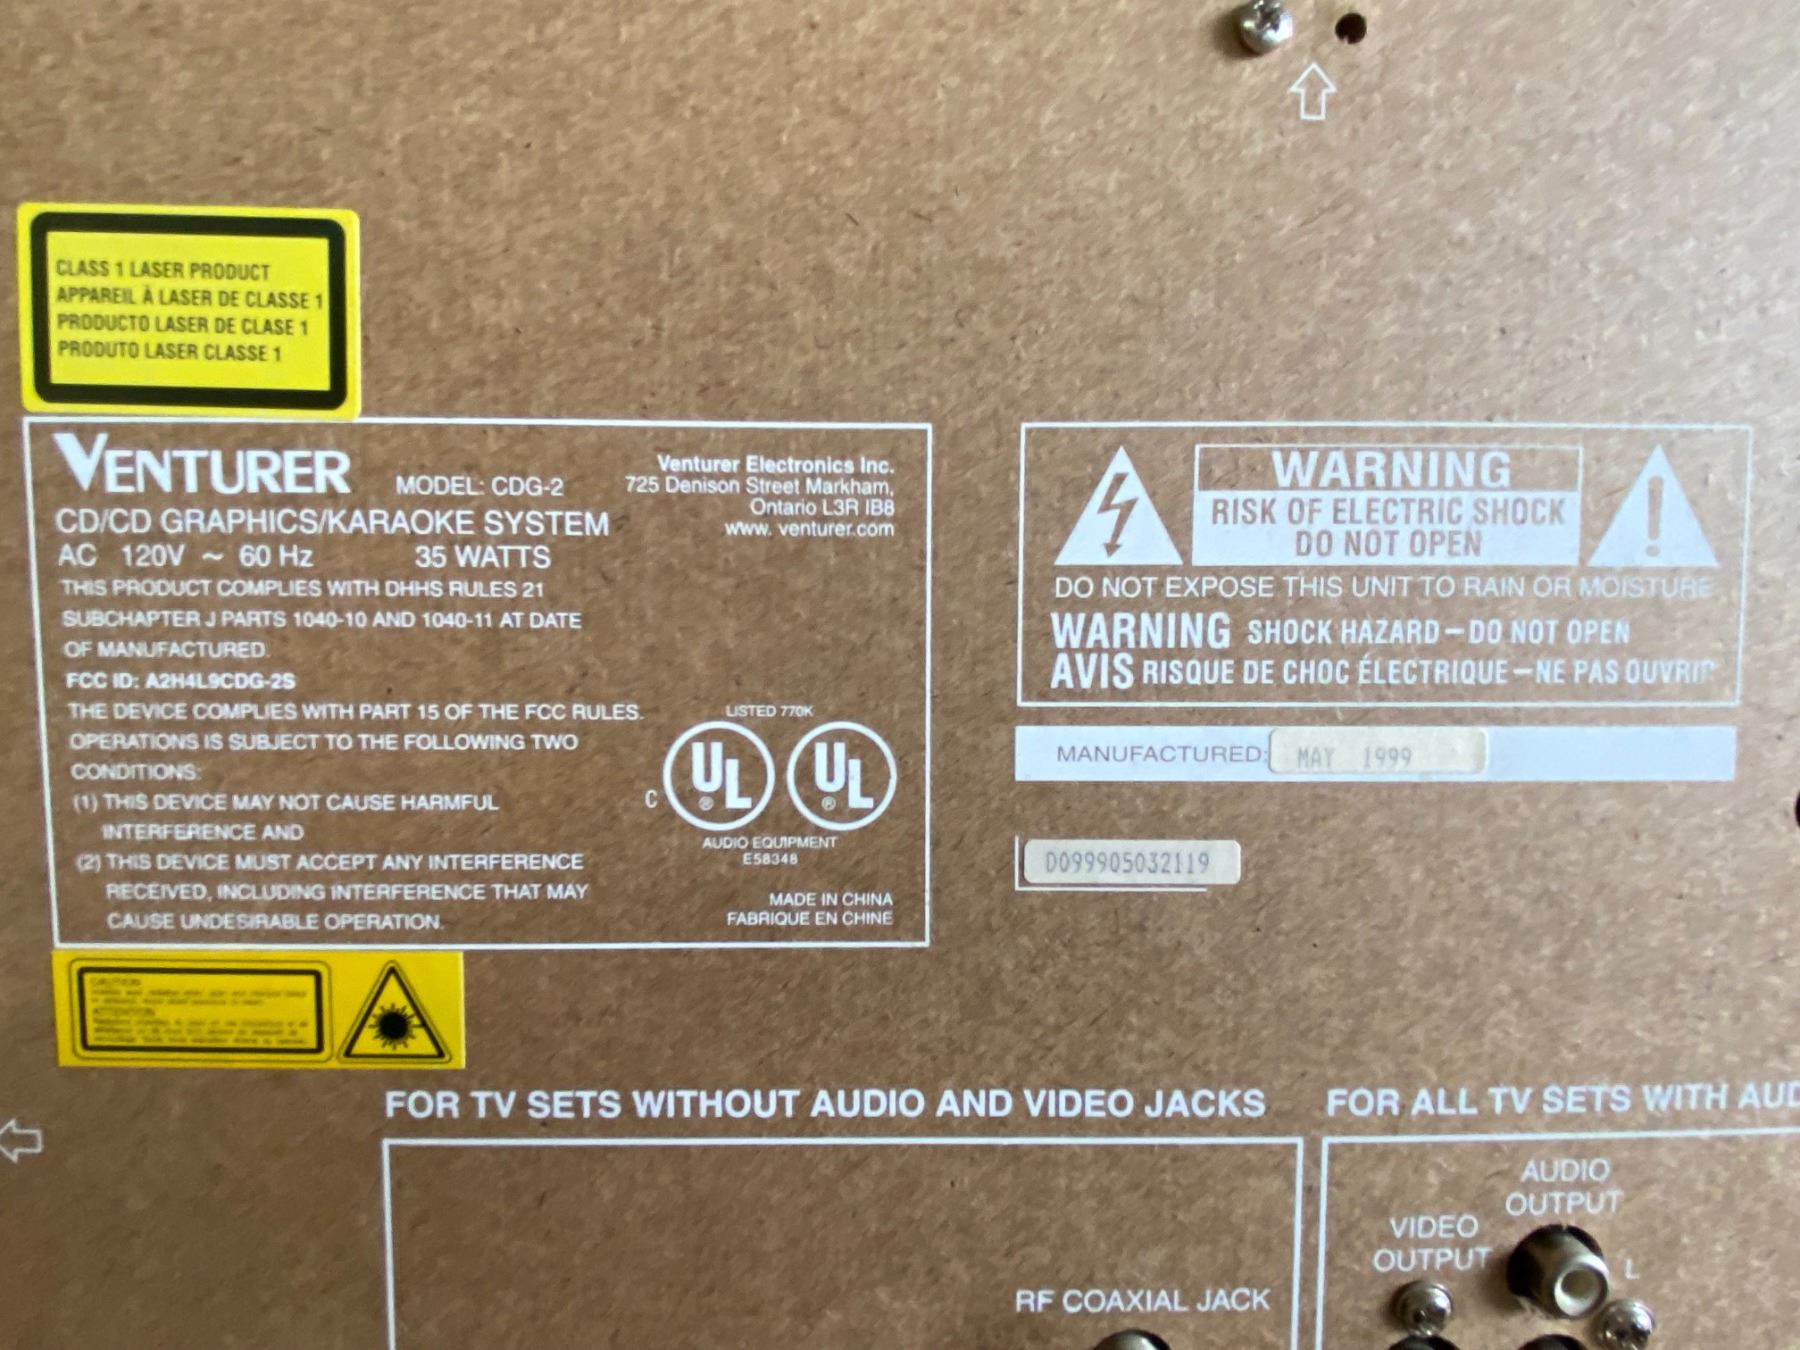 CLASS 1 LASER PRODUCT
APPAREIL À LASER DE CLASSE 1
PRODUCTO LASER DE CLASE 1
PRODUTO LASER CLASSE 1
VENTURER MODEL: CDG-2
CD/CD GRAPHICS/KARAOKE SYSTEM
AC 120V ~ 60 Hz 35 WATTS
Venturer Electronics Inc.
725 Denison Street Markham,
Ontario L3R IB8
www. venturer.com
THIS PRODUCT COMPLIES WITH DHHS RULES 21
SUBCHAPTER J PARTS 1040-10 AND 1040-11 AT DATE
OF MANUFACTURED.
FCC ID: A2H4L9CDG-2S
THE DEVICE COMPLIES WITH PART 15 OF THE FCC RULES.
OPERATIONS IS SUBJECT TO THE FOLLOWING TWO
CONDITIONS:
(1) THIS DEVICE MAY NOT CAUSE HARMFUL
INTERFERENCE AND
(2) THIS DEVICE MUST ACCEPT ANY INTERFERENCE
RECEIVED, INCLUDING INTERFERENCE THAT MAY
CAUSE UNDESIRABLE OPERATION.
LISTED 770K
C UL ® UL ®
AUDIO EQUIPMENT
E58348
MADE IN CHINA
FABRIQUE EN CHINE
WARNING
RISK OF ELECTRIC SHOCK
DO NOT OPEN
DO NOT EXPOSE THIS UNIT TO RAIN OR MOISTURE
WARNING SHOCK HAZARD – DO NOT OPEN
AVIS RISQUE DE CHOC ÉLECTRIQUE – NE PAS OUVRIR
MANUFACTURED: MAY 1999
D099905032119
CAUTION
ATTENTION
FOR TV SETS WITHOUT AUDIO AND VIDEO JACKS
RF COAXIAL JACK
FOR ALL TV SETS WITH AUD
AUDIO
OUTPUT
VIDEO
OUTPUT
L